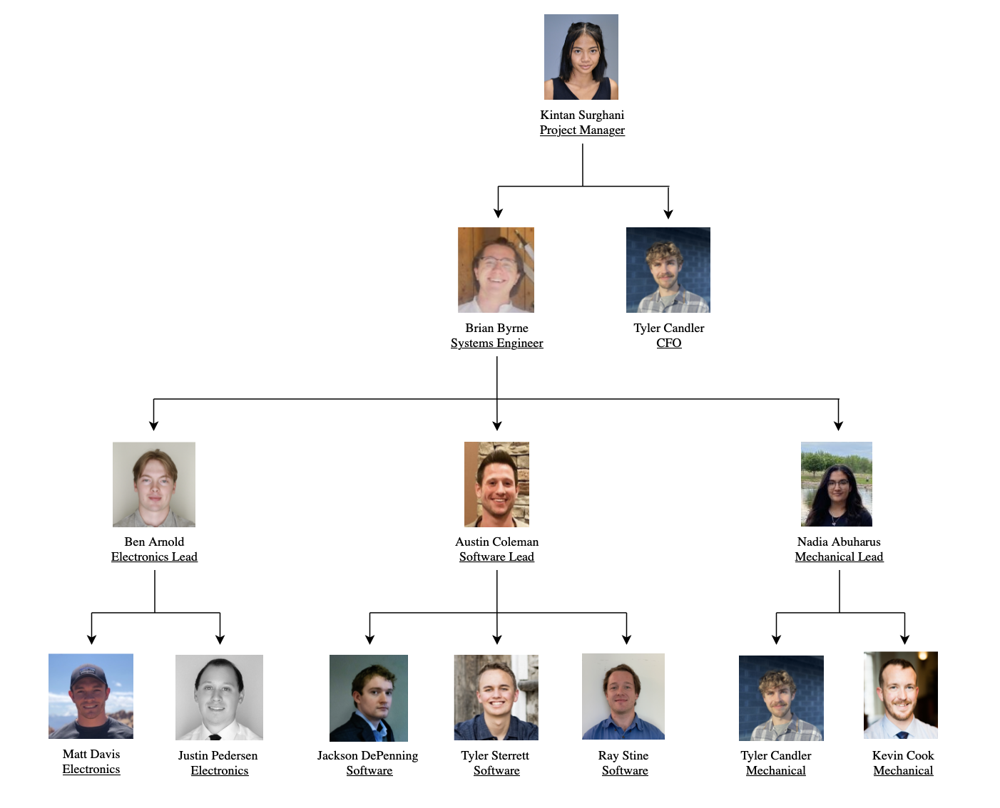 Kintan Surghani
Project Manager
Brian Byrne
Systems Engineer
Tyler Candler
CFO
Ben Arnold
Electronics Lead
Austin Coleman
Software Lead
Nadia Abuharus
Mechanical Lead
Matt Davis
Electronics
Justin Pedersen
Electronics
Jackson DePenning
Software
Tyler Sterrett
Software
Ray Stine
Software
Tyler Candler
Mechanical
Kevin Cook
Mechanical